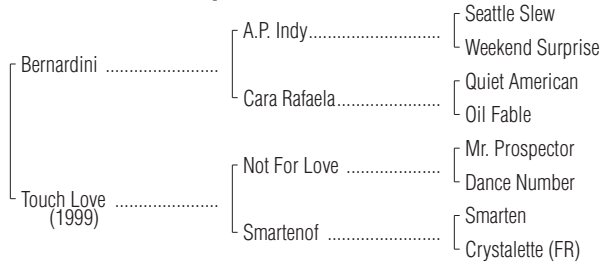 Seattle Slew
A.P. Indy
Weekend Surprise
Bernardini
Quiet American
Cara Rafaela
Oil Fable
Mr. Prospector
Not For Love
Dance Number
Touch Love
(1999)
Smarten
Smartenof
Crystalette (FR)